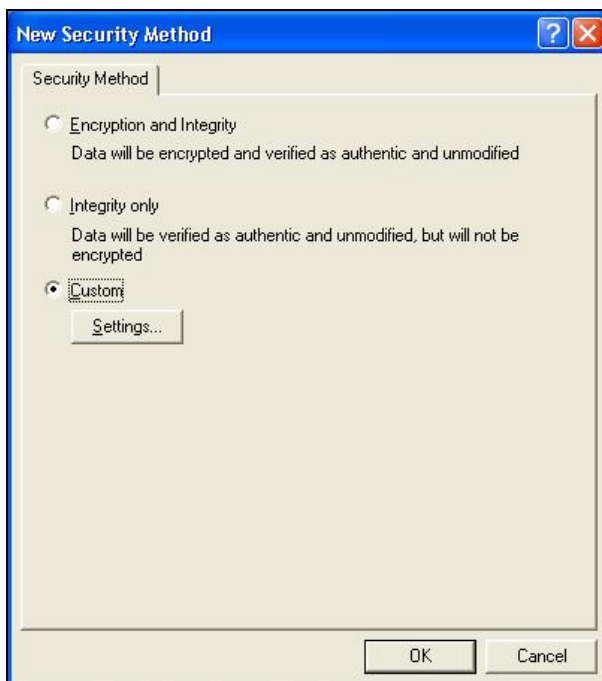 New Security Method
Security Method
Encryption and Integrity
Data will be encrypted and verified as authentic and unmodified
Integrity only
Data will be verified as authentic and unmodified, but will not be
encrypted
Custom
Settings...
OK
Cancel